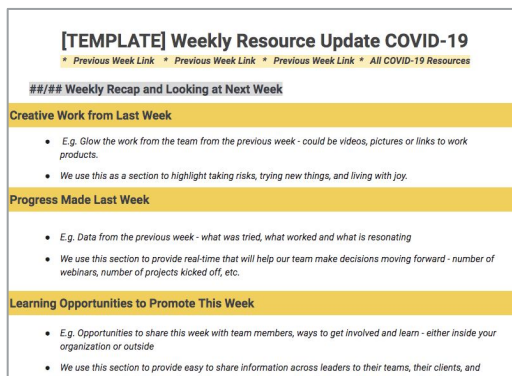 [TEMPLATE] Weekly Resource Update COVID-19
* Previous Week Link * Previous Week Link * Previous Week Link * All COVID-19 Resources
##/## Weekly Recap and Looking at Next Week
Creative Work from Last Week
● E.g. Glow the work from the team from the previous week - could be videos, pictures or links to work
products.
● We use this as a section to highlight taking risks, trying new things, and living with joy.
Progress Made Last Week
● E.g. Data from the previous week - what was tried, what worked and what is resonating
● We use this section to provide real-time that will help our team make decisions moving forward - number of
webinars, number of projects kicked off, etc.
Learning Opportunities to Promote This Week
● E.g. Opportunities to share this week with team members, ways to get involved and learn - either inside your
organization or outside
● We use this section to provide easy to share information across leaders to their teams, their clients, and